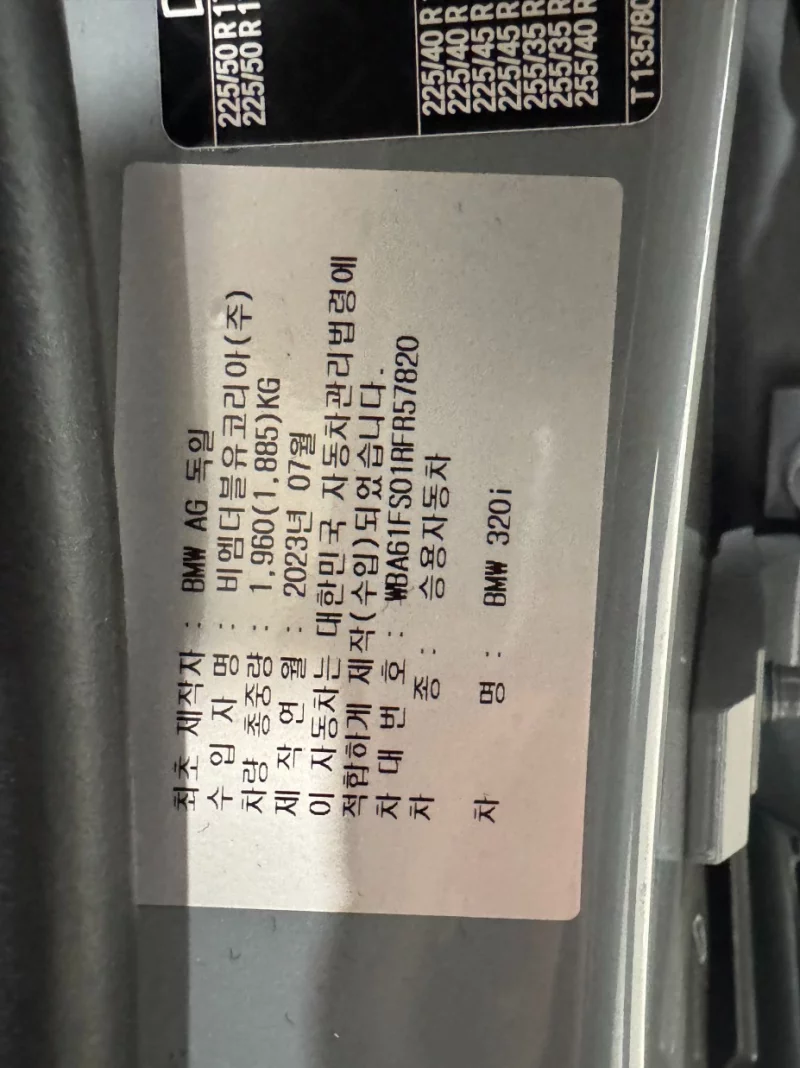 225/50 R 1
225/50 R 1
225/40 R
225/40 R
225/45 R
225/45 R
255/35 R
255/35 R
255/40 R
T 135/80
최초 제작자 : BMW AG 독일
수 입 자 명 : 비엠더블유코리아(주)
차량 총중량 : 1,960(1,885)KG
제 작 연 월 : 2023년 07월
이 자동차는 대한민국 자동차관리법령에
적합하게 제작(수입)되었습니다.
차 대 번 호 : WBA61FS01RFR57820
차 종 : 승용자동차
차 명 : BMW 320i